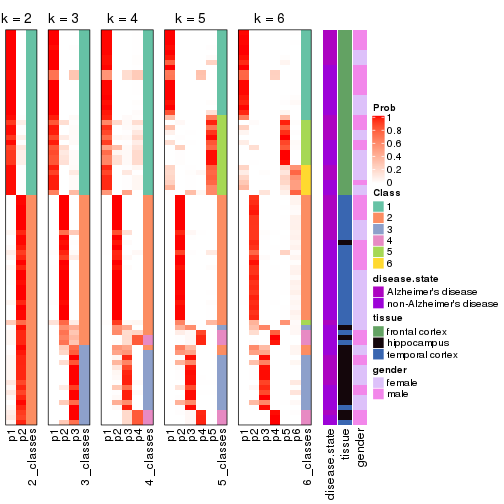 k = 2
k = 3
k = 4
k = 5
k = 6
p1
p2
2_classes
p1
p2
p3
3_classes
p1
p2
p3
p4
4_classes
p1
p2
p3
p4
p5
5_classes
p1
p2
p3
p4
p5
p6
6_classes
disease.state
tissue
gender
Prob
1
0.8
0.6
0.4
0.2
0
Class
1
2
3
4
5
6
disease.state
Alzheimer's disease
non-Alzheimer's disease
tissue
frontal cortex
hippocampus
temporal cortex
gender
female
male